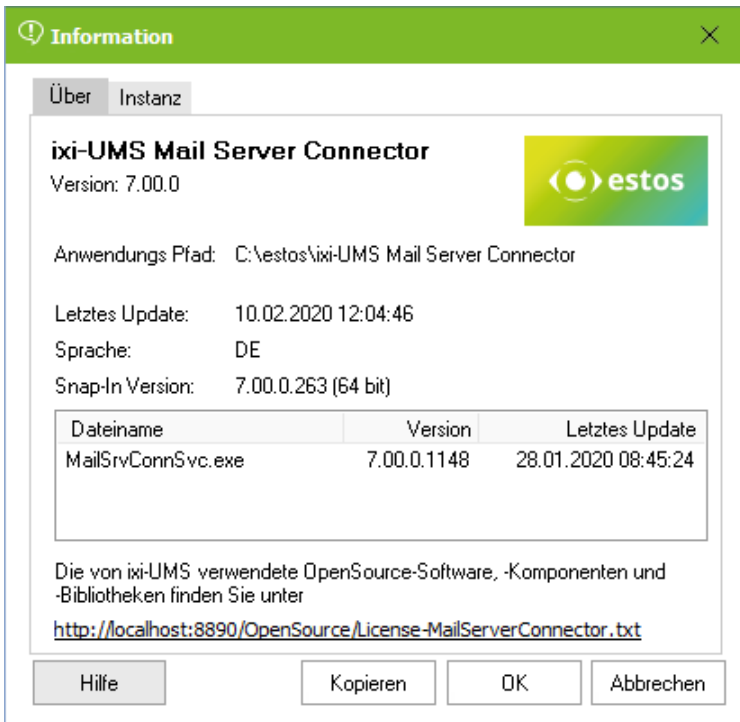 Information
Über Instanz
ixi-UMS Mail Server Connector
Version: 7.00.0
estos
Anwendungs Pfad: C:\estos\ixi-UMS Mail Server Connector
Letztes Update: 10.02.2020 12:04:46
Sprache: DE
Snap-In Version: 7.00.0.263 (64 bit)
Dateiname Version Letztes Update
MailSrvConnSvc.exe 7.00.0.1148 28.01.2020 08:45:24
Die von ixi-UMS verwendete OpenSource-Software, -Komponenten und
-Bibliotheken finden Sie unter
http://localhost:8890/OpenSource/License-MailServerConnector.txt
Hilfe Kopieren OK Abbrechen